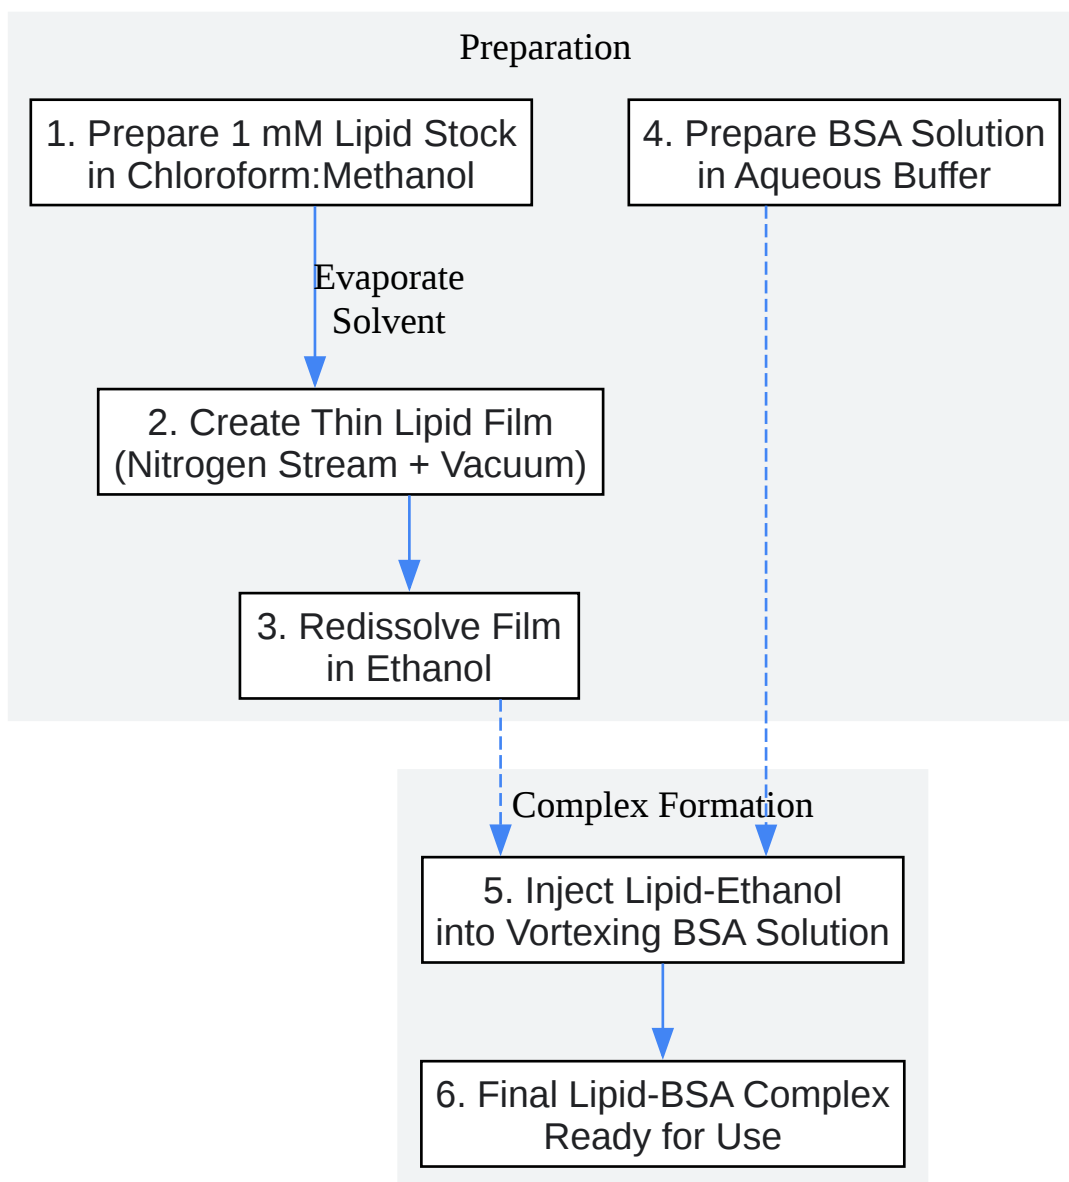 Preparation
1. Prepare 1 mM Lipid Stock
in Chloroform:Methanol
4. Prepare BSA Solution
in Aqueous Buffer
Evaporate
Solvent
2. Create Thin Lipid Film
(Nitrogen Stream + Vacuum)
3. Redissolve Film
in Ethanol
Complex Formation
5. Inject Lipid-Ethanol
into Vortexing BSA Solution
6. Final Lipid-BSA Complex
Ready for Use